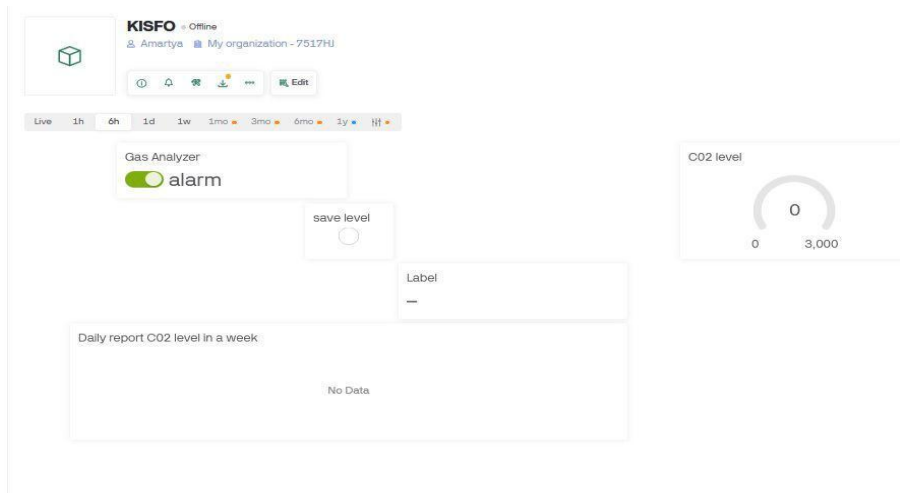 KISFO Offline
Amartya My organization - 7517HJ
Edit
Live 1h 6h 1d 1w 1mo 3mo 6mo 1y
Gas Analyzer
alarm
C02 level
0
0 3,000
save level
Label
–
Daily report C02 level in a week
No Data